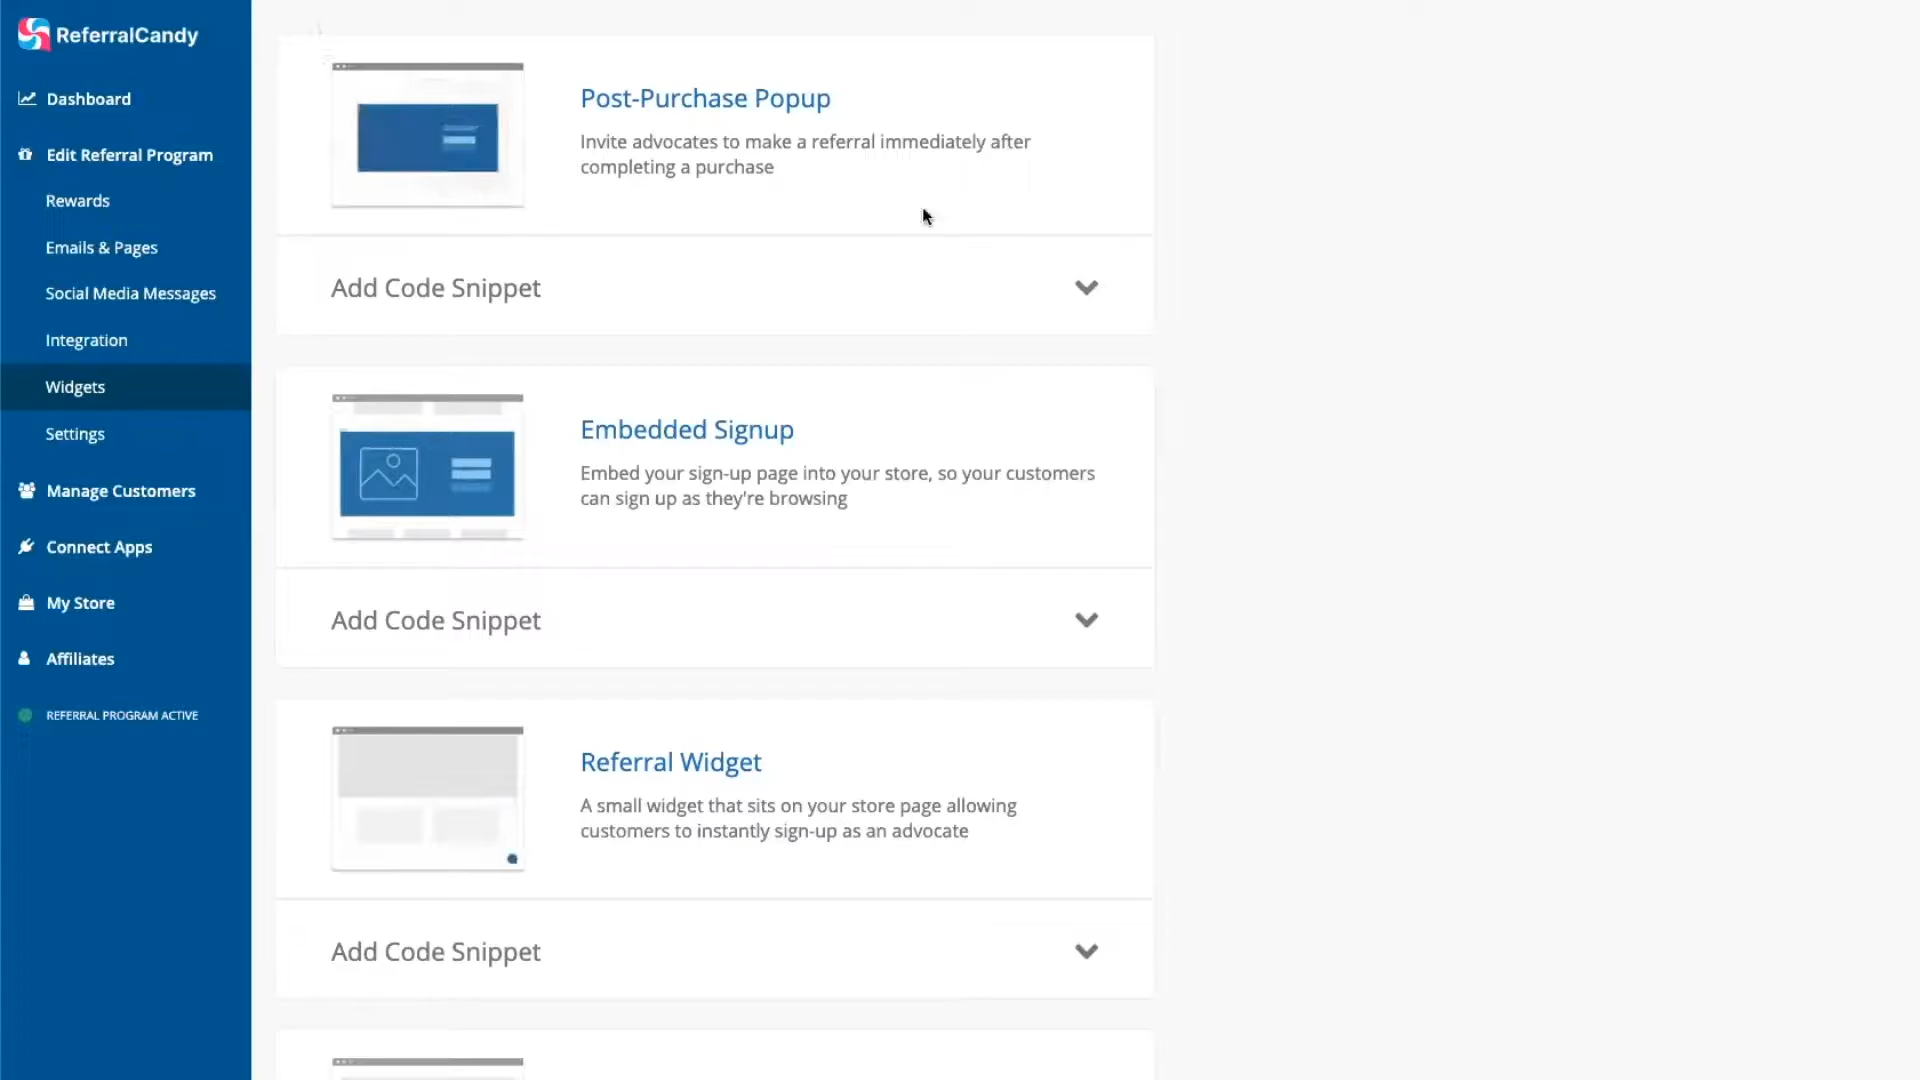 ReferralCandy
Dashboard
Edit Referral Program
Rewards
Emails & Pages
Social Media Messages
Integration
Widgets
Settings
Manage Customers
Connect Apps
My Store
Affiliates
REFERRAL PROGRAM ACTIVE
Post-Purchase Popup
Invite advocates to make a referral immediately after
completing a purchase
Add Code Snippet
Embedded Signup
Embed your sign-up page into your store, so your customers
can sign up as they're browsing
Add Code Snippet
Referral Widget
A small widget that sits on your store page allowing
customers to instantly sign-up as an advocate
Add Code Snippet